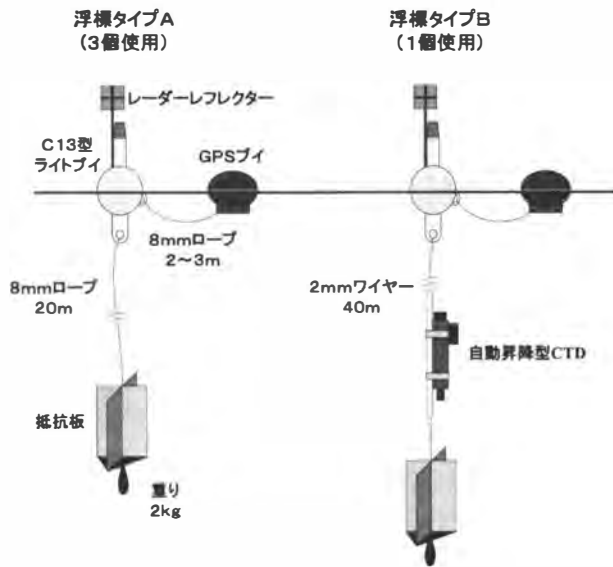 浮標タイプA
(3個使用)
浮標タイプB
(1個使用)
レーダーレフレクター
C13型
ライトブイ
GPSブイ
8mmロープ
2〜3m
8mmロープ
20m
2mmワイヤー
40m
自動昇降型CTD
抵抗板
重り
2kg